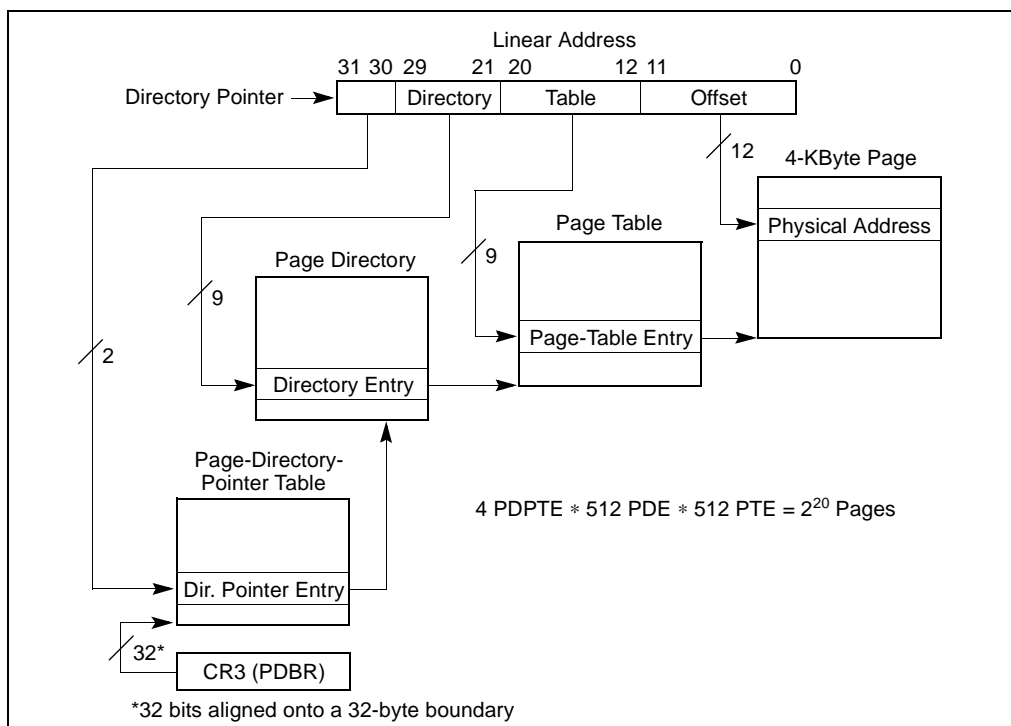 Linear Address
31 30 29 21 20 12 11 0
Directory Pointer
Directory
Table
Offset
12
4-KByte Page
Physical Address
Page Table
9
Page-Table Entry
Page Directory
9
Directory Entry
2
Page-Directory-
Pointer Table
Dir. Pointer Entry
4 PDPTE ∗ 512 PDE ∗ 512 PTE = 2²⁰ Pages
32*
CR3 (PDBR)
*32 bits aligned onto a 32-byte boundary